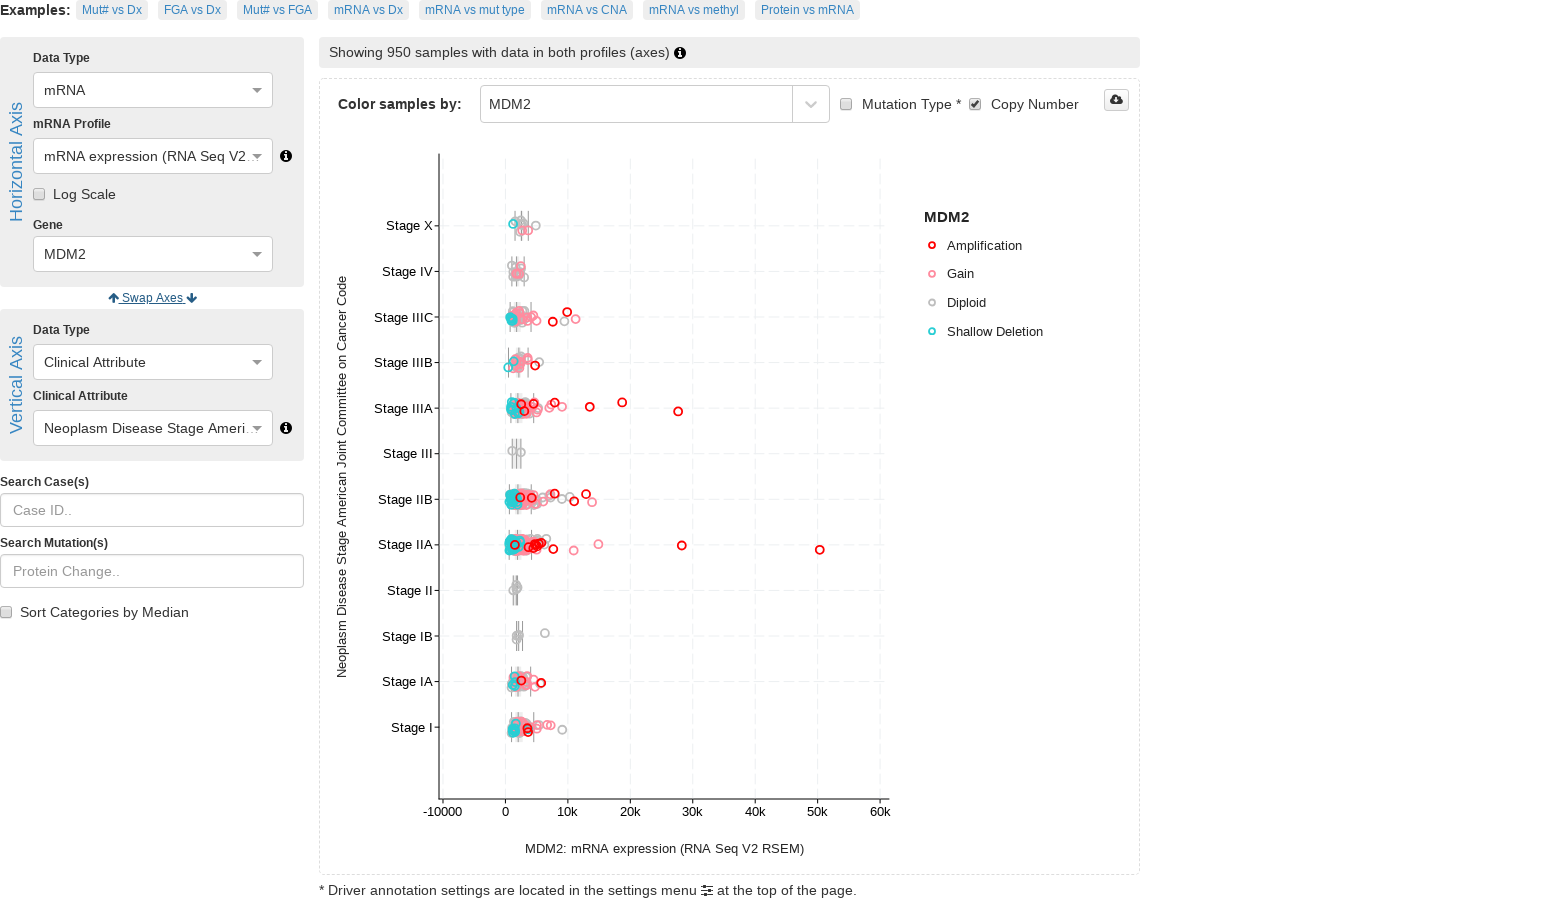 Examples: Mut# vs Dx FGA vs Dx Mut# vs FGA mRNA vs Dx mRNA vs mut type mRNA vs CNA mRNA vs methyl Protein vs mRNA
Horizontal Axis
Data Type
mRNA
mRNA Profile
mRNA expression (RNA Seq V2...
Log Scale
Gene
MDM2
Swap Axes
Vertical Axis
Data Type
Clinical Attribute
Clinical Attribute
Neoplasm Disease Stage Ameri...
Search Case(s)
Case ID..
Search Mutation(s)
Protein Change..
Sort Categories by Median
Showing 950 samples with data in both profiles (axes)
Color samples by: MDM2 Mutation Type * Copy Number
Neoplasm Disease Stage American Joint Committee on Cancer Code
Stage X
Stage IV
Stage IIIC
Stage IIIB
Stage IIIA
Stage III
Stage IIB
Stage IIA
Stage II
Stage IB
Stage IA
Stage I
-10000 0 10k 20k 30k 40k 50k 60k
MDM2: mRNA expression (RNA Seq V2 RSEM)
MDM2
Amplification
Gain
Diploid
Shallow Deletion
* Driver annotation settings are located in the settings menu at the top of the page.